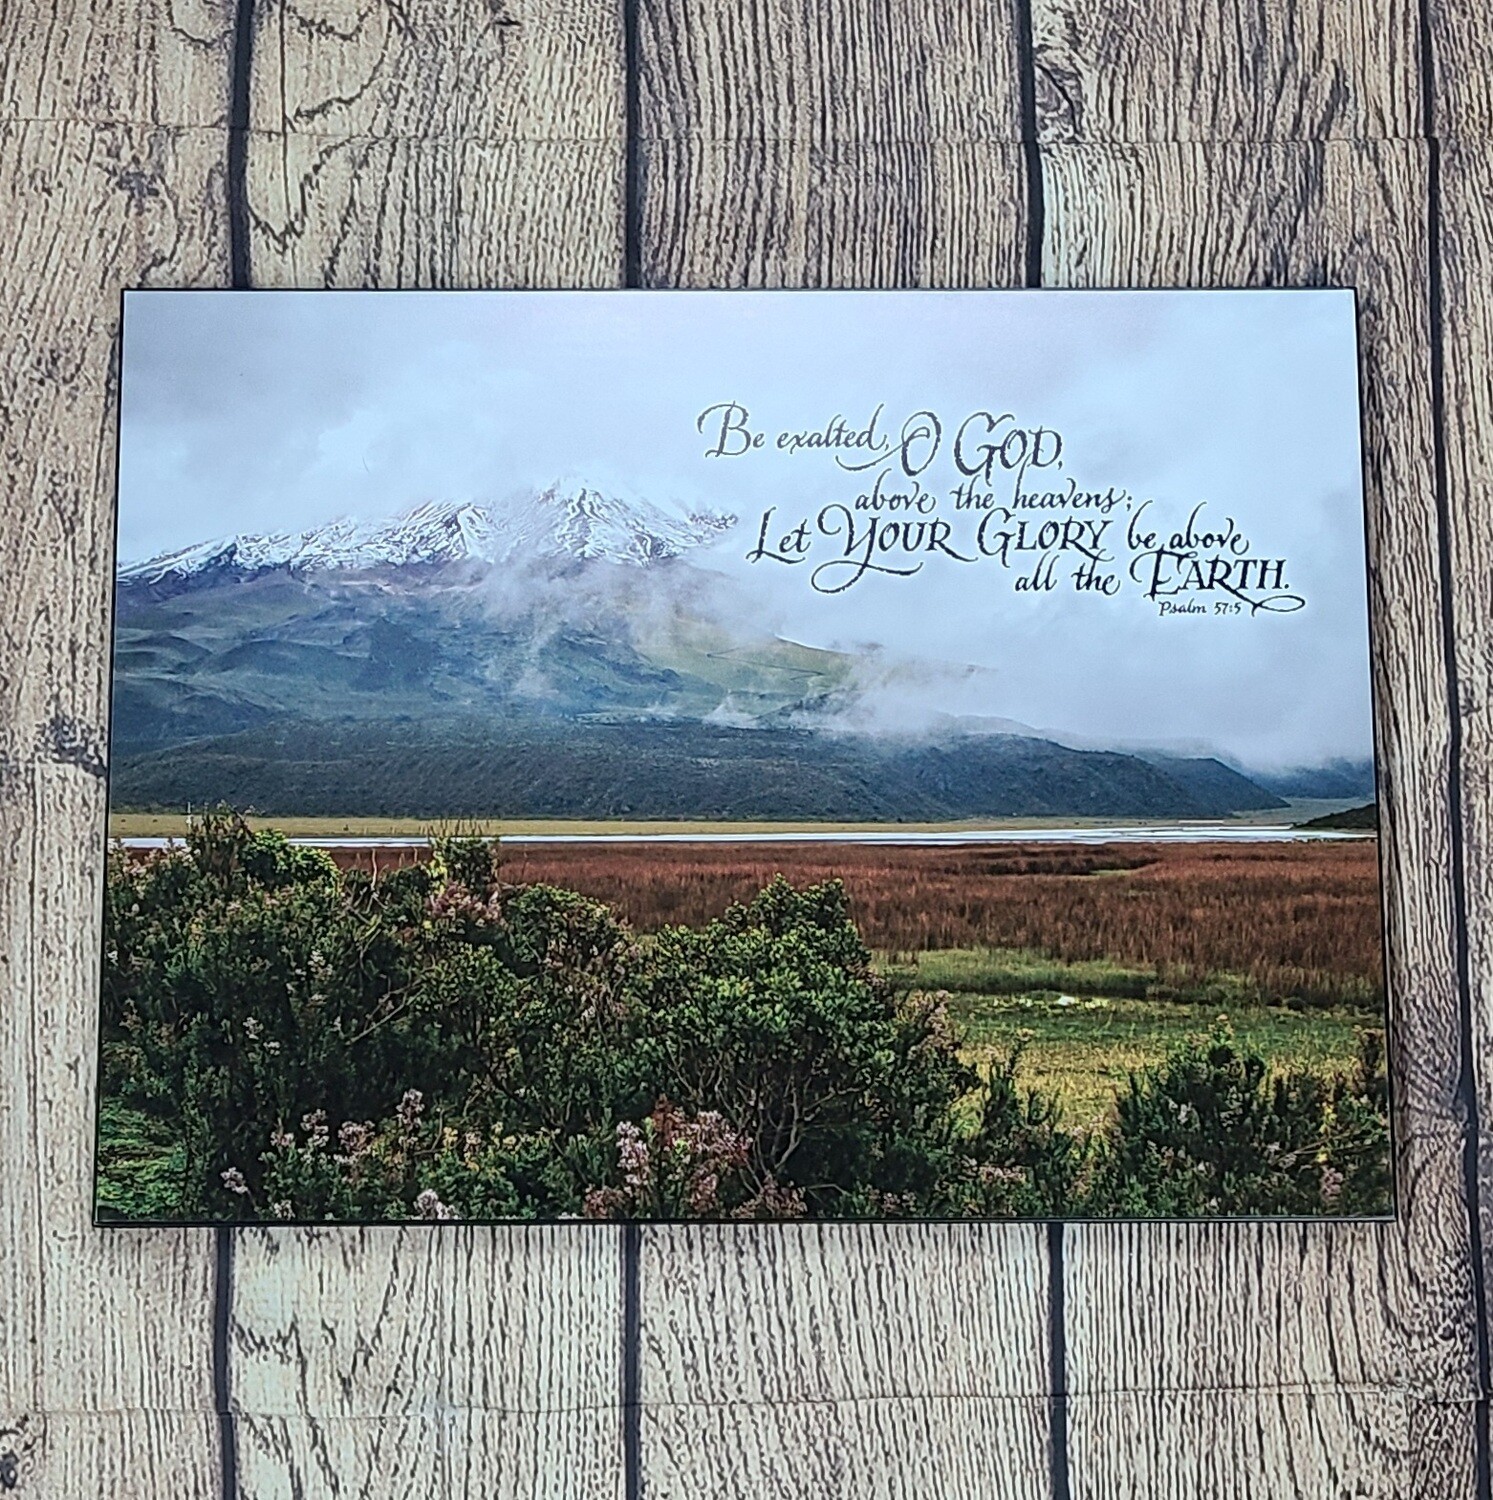 Be exalted, O GOD,
above the heavens;
Let YOUR GLORY be above
all the EARTH.
Psalm 57:5